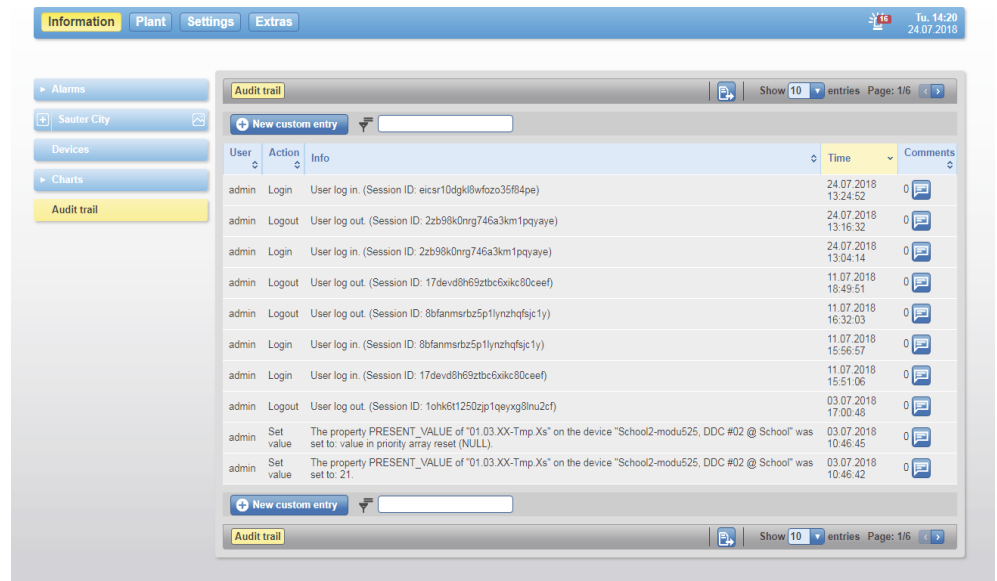 Information Plant Settings Extras 16 Tu. 14:20
24.07.2018
Alarms
Sauter City
Devices
Charts
Audit trail
Audit trail Show 10 entries Page: 1/6
New custom entry
User Action Info Time Comments
admin Login User log in. (Session ID: eicsr10dgkl8wfozo35f84pe) 24.07.2018 0
13:24:52
admin Logout User log out. (Session ID: 2zb98k0nrg746a3km1pqyaye) 24.07.2018 0
13:16:32
admin Login User log in. (Session ID: 2zb98k0nrg746a3km1pqyaye) 24.07.2018 0
13:04:14
admin Logout User log out. (Session ID: 17devd8h69ztbc6xikc80ceef) 11.07.2018 0
18:49:51
admin Logout User log out. (Session ID: 8bfanmsrbz5p1lynzhqfsjc1y) 11.07.2018 0
16:32:03
admin Login User log in. (Session ID: 8bfanmsrbz5p1lynzhqfsjc1y) 11.07.2018 0
15:56:57
admin Login User log in. (Session ID: 17devd8h69ztbc6xikc80ceef) 11.07.2018 0
15:51:06
admin Logout User log out. (Session ID: 1ohk6t1250zjp1qeyxg8lnu2cf) 03.07.2018 0
17:00:48
admin Set The property PRESENT_VALUE of "01.03.XX-Tmp.Xs" on the device "School2-modu525, DDC #02 @ School" was 03.07.2018 0
value set to: value in priority array reset (NULL). 10:46:45
admin Set The property PRESENT_VALUE of "01.03.XX-Tmp.Xs" on the device "School2-modu525, DDC #02 @ School" was 03.07.2018 0
value set to: 21. 10:46:42
New custom entry
Audit trail Show 10 entries Page: 1/6